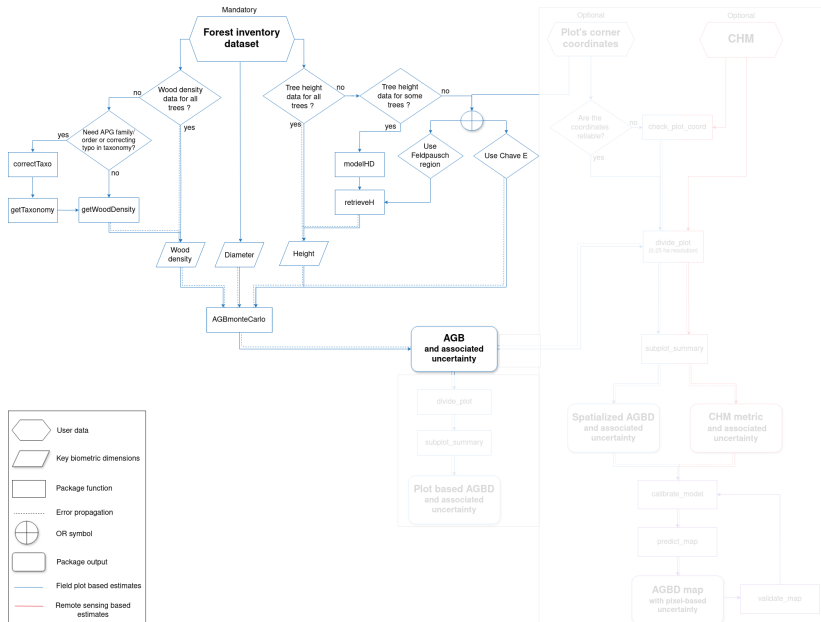 Mandatory
Forest inventory
dataset
Optional
Plot's corner
coordinates
Optional
CHM
Wood density
data for all
trees ?
no
yes
Tree height
data for all
trees ?
no
yes
Tree height
data for some
trees ?
no
yes
Need APG family/
order or correcting
typo in taxonomy?
yes
no
Are the
coordinates
reliable?
no
yes
check_plot_coord
correctTaxo
getTaxonomy
getWoodDensity
modelHD
retrieveH
Use
Feldpausch
region
Use Chave E
Wood
density
Diameter
Height
divide_plot
(0.25 ha resolution)
AGBmonteCarlo
AGB
and associated
uncertainty
subplot_summary
divide_plot
subplot_summary
Plot based AGBD
and associated
uncertainty
Spatialized AGBD
and associated
uncertainty
CHM metric
and associated
uncertainty
calibrate_model
predict_map
AGBD map
with pixel-based
uncertainty
validate_map
User data
Key biometric dimensions
Package function
Error propagation
OR symbol
Package output
Field plot based estimates
Remote sensing based
estimates